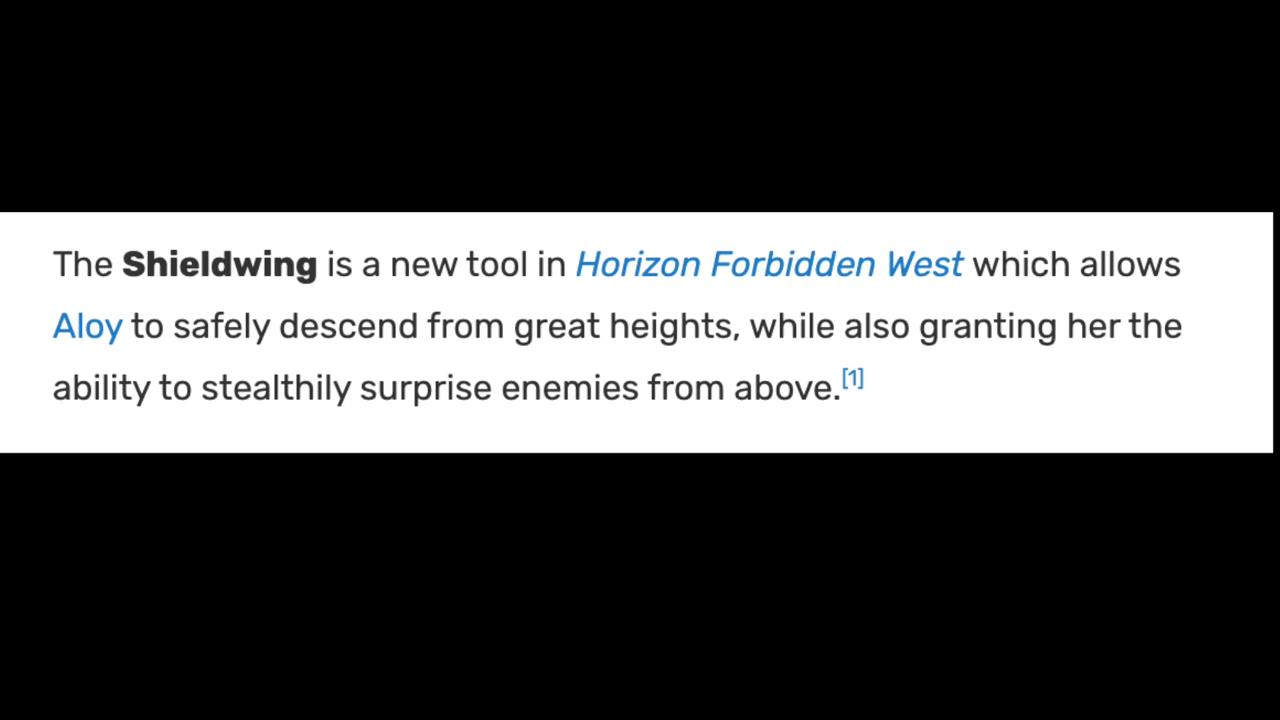 The Shieldwing is a new tool in Horizon Forbidden West which allows
Aloy to safely descend from great heights, while also granting her the
ability to stealthily surprise enemies from above.[1]